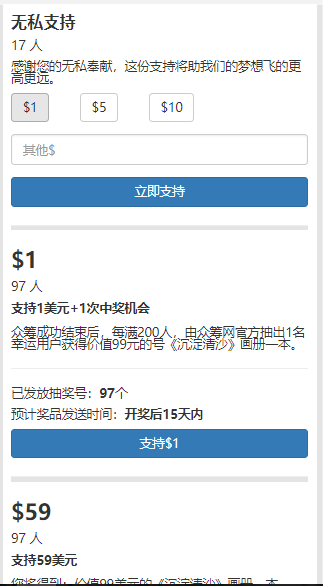 无私支持
17 人
感谢您的无私奉献，这份支持将助我们的梦想飞的更
高更远。
$1 $5 $10
其他$
立即支持
$1
97 人
支持1美元+1次中奖机会
众筹成功结束后，每满200人，由众筹网官方抽出1名
幸运用户获得价值99元的号《沉淀清沙》画册一本。
已发放抽奖号：97个
预计奖品发送时间：开奖后15天内
支持$1
$59
97 人
支持59美元
您将得到：价值99美元的《沉淀清沙》画册一本